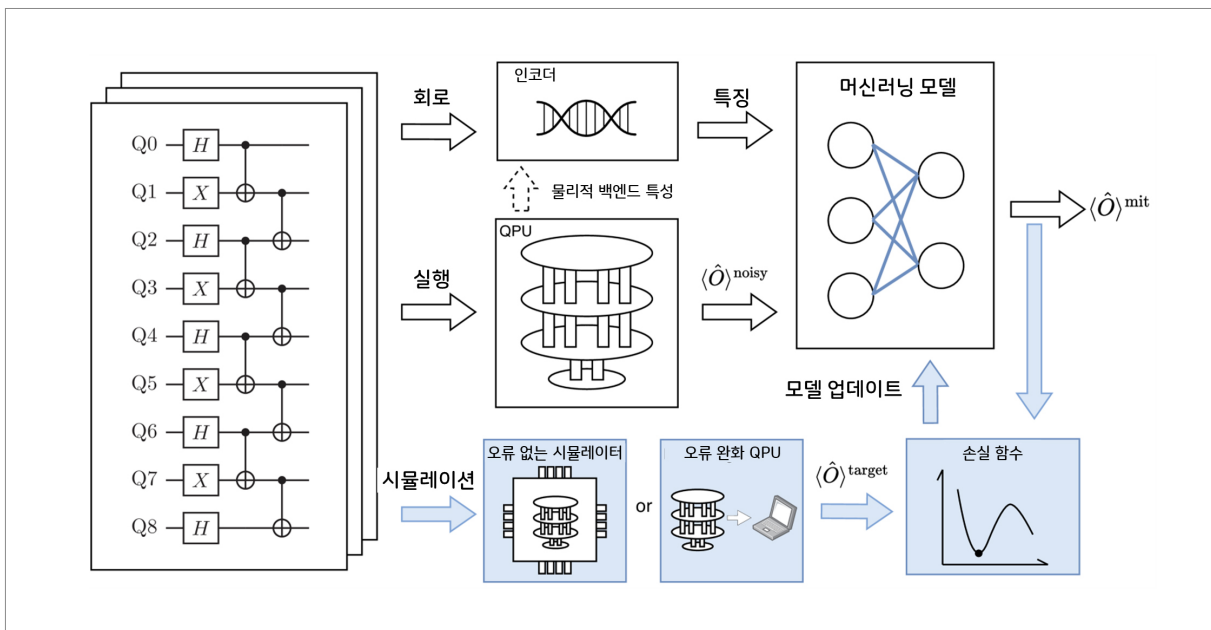 인코더
회로
특징
머신러닝 모델
Q0 H
Q1 X
Q2 H
Q3 X
Q4 H
Q5 X
Q6 H
Q7 X
Q8 H
물리적 백엔드 특성
QPU
실행
⟨Ô⟩^noisy
⟨Ô⟩^mit
모델 업데이트
시뮬레이션
오류 없는 시뮬레이터
or
오류 완화 QPU
⟨Ô⟩^target
손실 함수